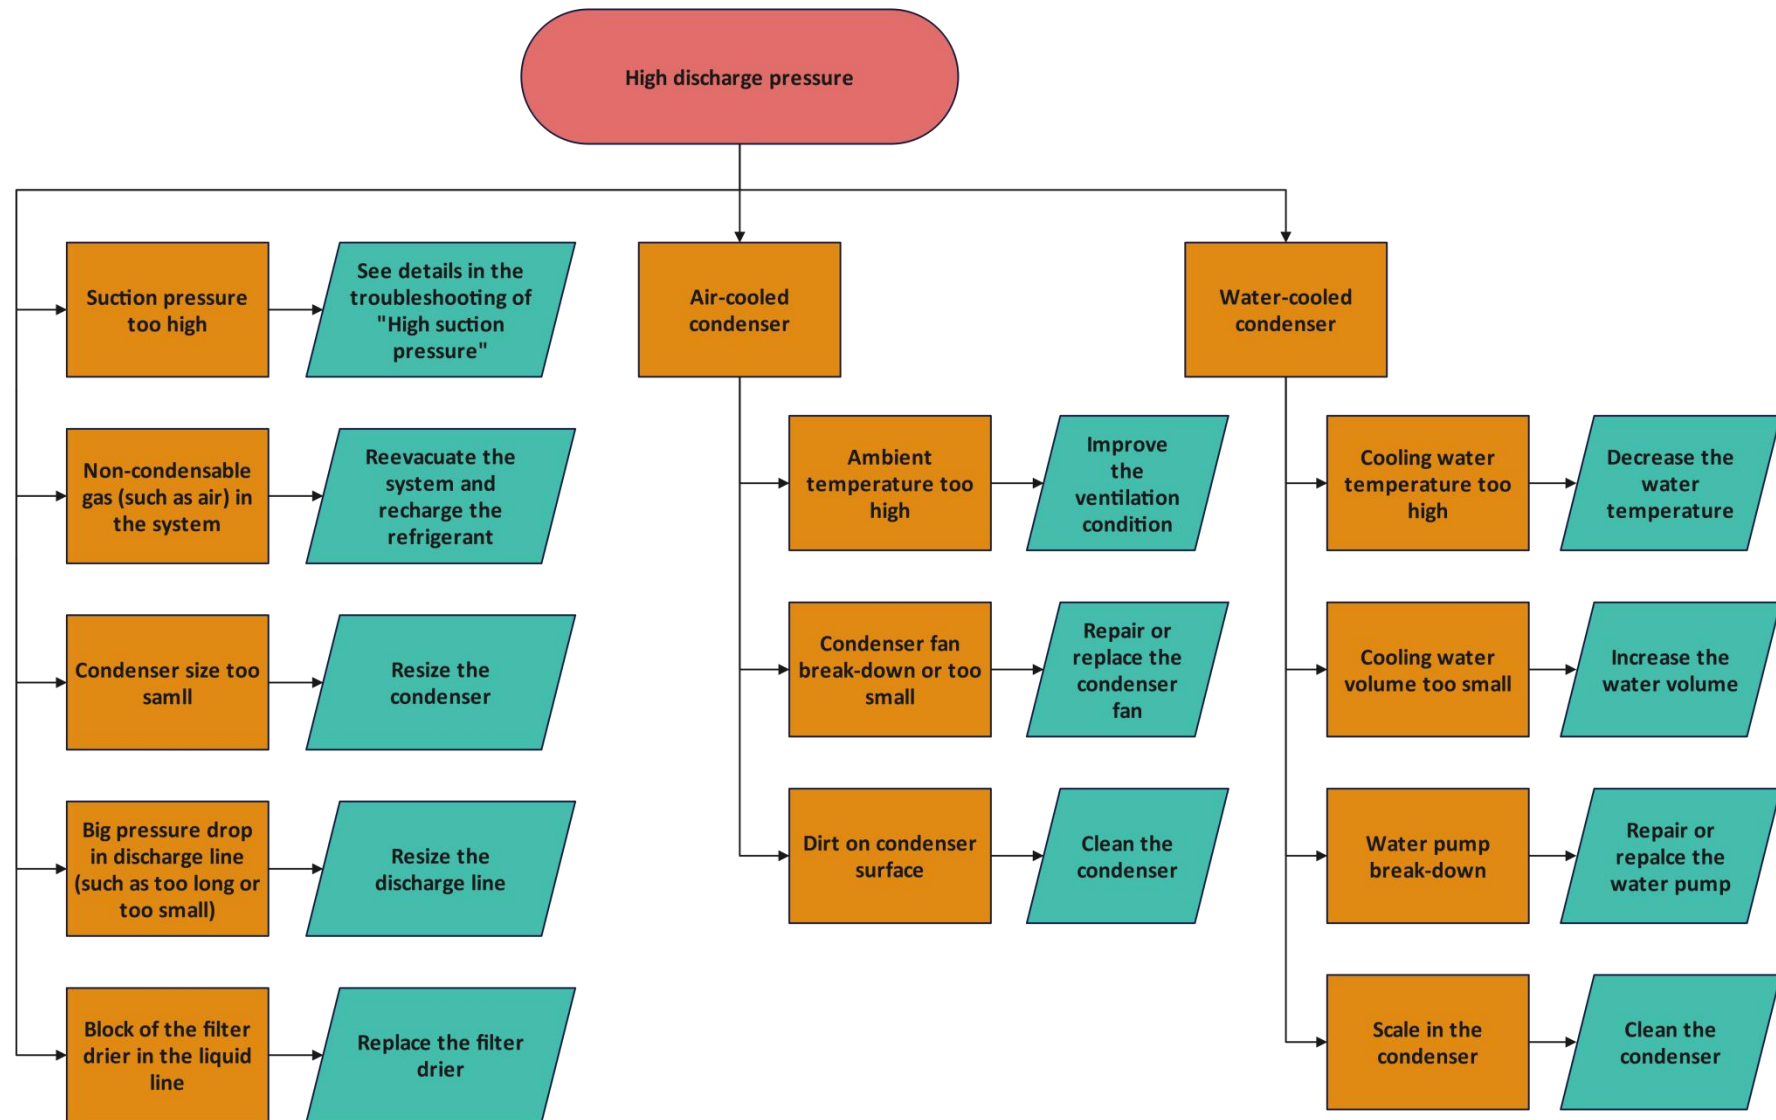 High discharge pressure
Suction pressure
too high
See details in the
troubleshooting of
"High suction
pressure"
Non-condensable
gas (such as air) in
the system
Reevacuate the
system and
recharge the
refrigerant
Condenser size too
samll
Resize the
condenser
Big pressure drop
in discharge line
(such as too long or
too small)
Resize the
discharge line
Block of the filter
drier in the liquid
line
Replace the filter
drier
Air-cooled
condenser
Ambient
temperature too
high
Improve
the
ventilation
condition
Condenser fan
break-down or too
small
Repair or
replace the
condenser
fan
Dirt on condenser
surface
Clean the
condenser
Water-cooled
condenser
Cooling water
temperature too
high
Decrease the
water
temperature
Cooling water
volume too small
Increase the
water volume
Water pump
break-down
Repair or
repalce the
water pump
Scale in the
condenser
Clean the
condenser